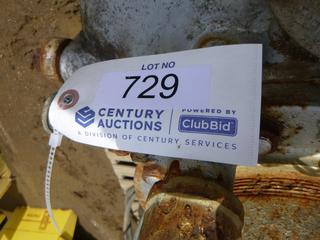 LOT NO
729
CENTURY
AUCTIONS
POWERED BY
ClubBid
A DIVISION OF CENTURY SERVICES